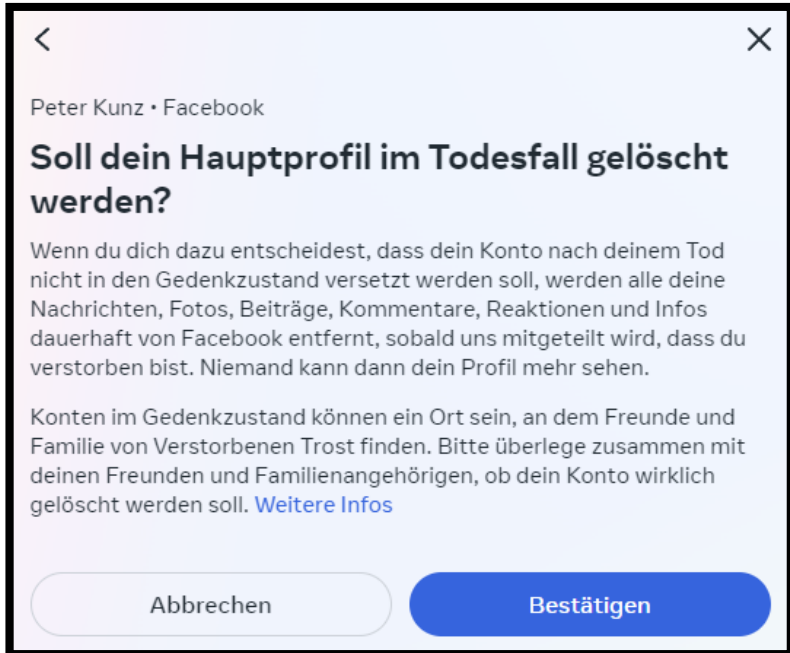 Peter Kunz • Facebook
Soll dein Hauptprofil im Todesfall gelöscht
werden?
Wenn du dich dazu entscheidest, dass dein Konto nach deinem Tod
nicht in den Gedenkzustand versetzt werden soll, werden alle deine
Nachrichten, Fotos, Beiträge, Kommentare, Reaktionen und Infos
dauerhaft von Facebook entfernt, sobald uns mitgeteilt wird, dass du
verstorben bist. Niemand kann dann dein Profil mehr sehen.
Konten im Gedenkzustand können ein Ort sein, an dem Freunde und
Familie von Verstorbenen Trost finden. Bitte überlege zusammen mit
deinen Freunden und Familienangehörigen, ob dein Konto wirklich
gelöscht werden soll. Weitere Infos
Abbrechen Bestätigen